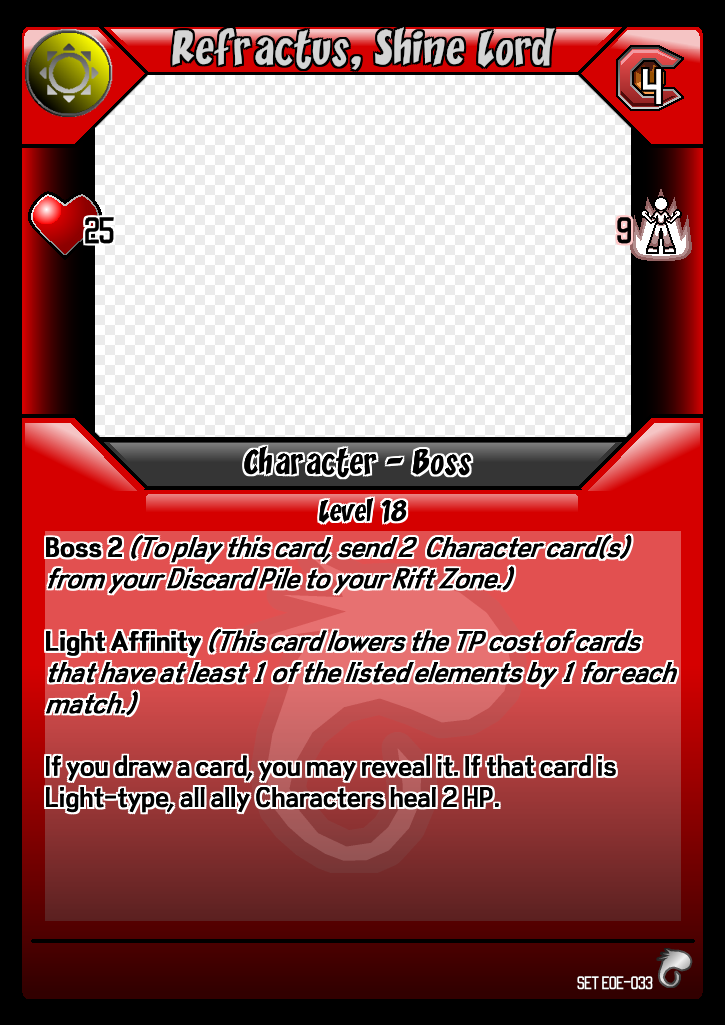 Refractus, Shine Lord
4
25
9
Character - Boss
Level 18
Boss 2 (To play this card, send 2 Character card(s)
from your Discard Pile to your Rift Zone.)
Light Affinity (This card lowers the TP cost of cards
that have at least 1 of the listed elements by 1 for each
match.)
If you draw a card, you may reveal it. If that card is
Light-type, all ally Characters heal 2 HP.
SET EOE-033